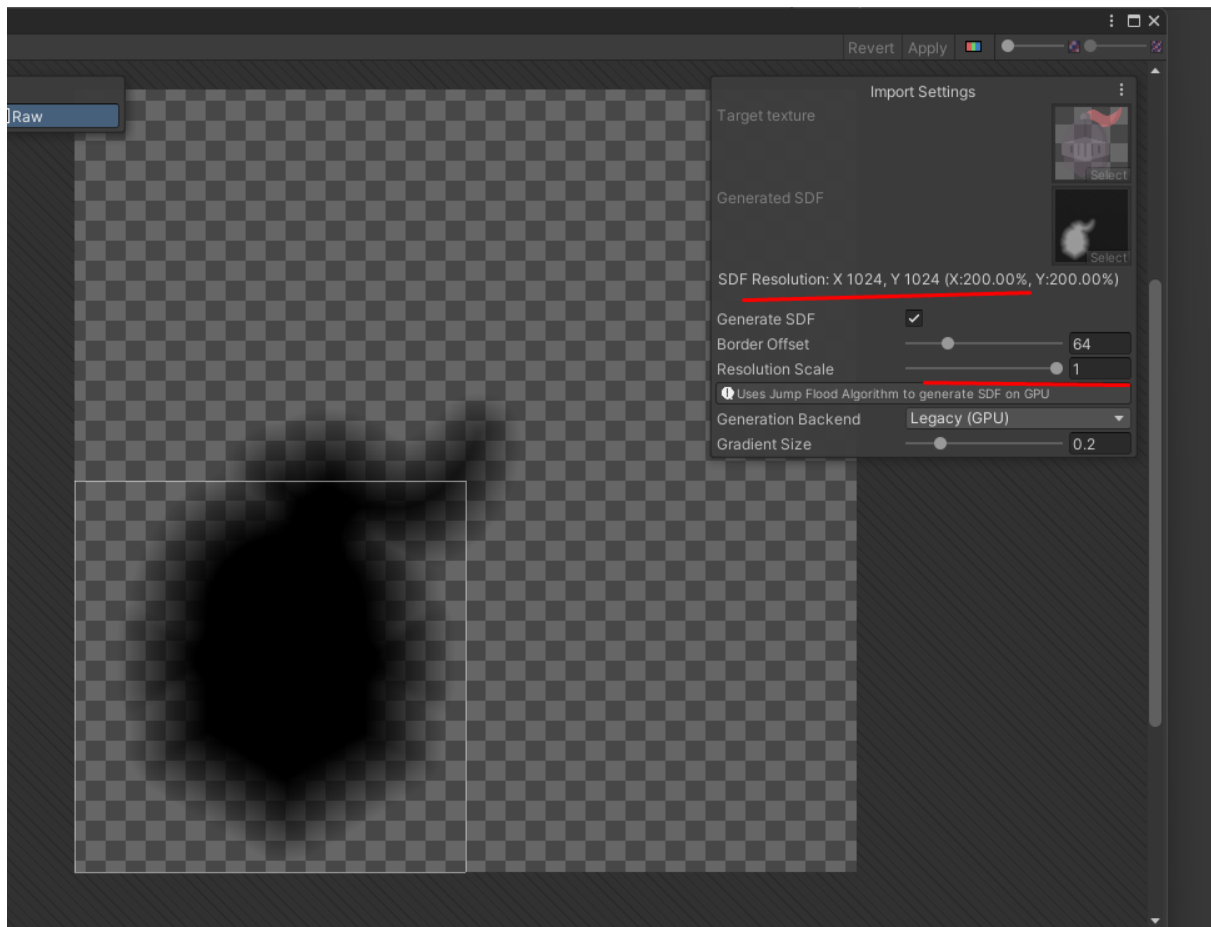 Revert Apply
Raw
Import Settings
Target texture
Select
Generated SDF
Select
SDF Resolution: X 1024, Y 1024 (X:200.00%, Y:200.00%)
Generate SDF
Border Offset 64
Resolution Scale 1
Uses Jump Flood Algorithm to generate SDF on GPU
Generation Backend Legacy (GPU)
Gradient Size 0.2